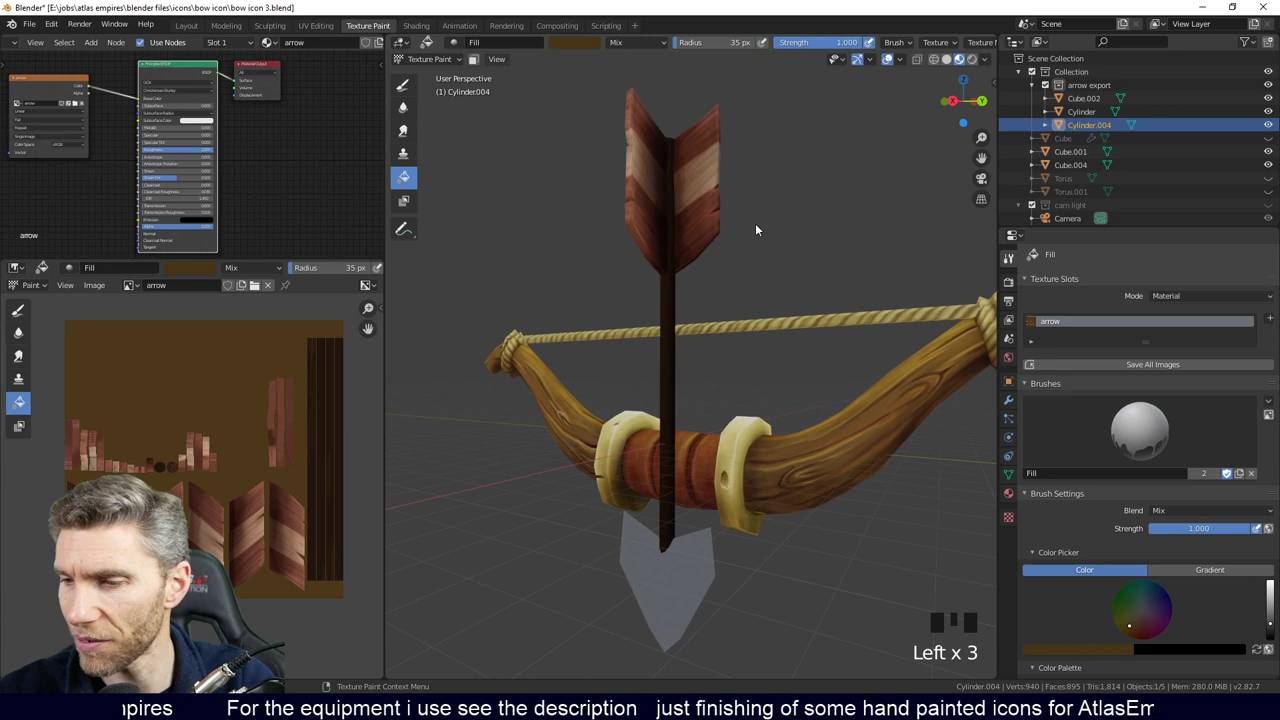 Blender* [E:\jobs\atlas empires\blender files\icons\bow icon\bow icon 3.blend]
File Edit Render Window Help Layout Modeling Sculpting UV Editing Texture Paint Shading Animation Rendering Compositing Scripting Scene View Layer
View Select Add Node Use Nodes Slot 1 arrow
Fill Mix Radius 35 px Strength 1.000 Brush Texture
Texture Paint View
User Perspective
(1) Cylinder.004
Scene Collection
Collection
arrow export
Cube.002
Cylinder
Cylinder.004
Cube
Cube.001
Cube.004
Torus
Torus.001
cam light
Camera
arrow
Fill Mix Radius 35 px
Paint View Image arrow
Fill
Texture Slots
Mode Material
arrow
Save All Images
Brushes
Fill 2
Brush Settings
Blend Mix
Strength 1.000
Color Picker
Color Gradient
Color Palette
Left x 3
Texture Paint Context Menu
Cylinder.004 | Verts:940 | Faces:895 | Tris:1,814 | Objects:1/5 | Mem: 280.0 MiB | v2.82.7
For the equipment i use see the description just finishing of some hand painted icons for AtlasEm